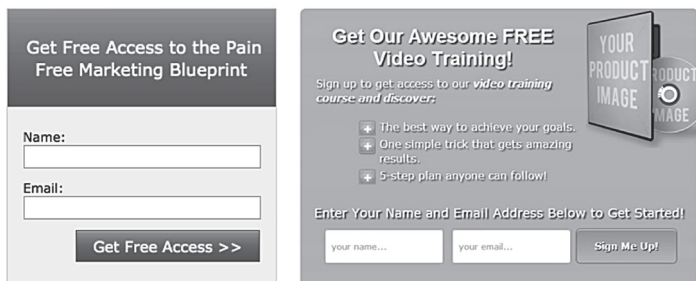 Get Free Access to the Pain
Free Marketing Blueprint
Name:
Email:
Get Free Access >>
Get Our Awesome FREE
Video Training!
Sign up to get access to our video training
course and discover:
The best way to achieve your goals.
One simple trick that gets amazing
results.
5-step plan anyone can follow!
YOUR
PRODUCT
IMAGE
PRODUCT
IMAGE
Enter Your Name and Email Address Below to Get Started!
your name...
your email...
Sign Me Up!